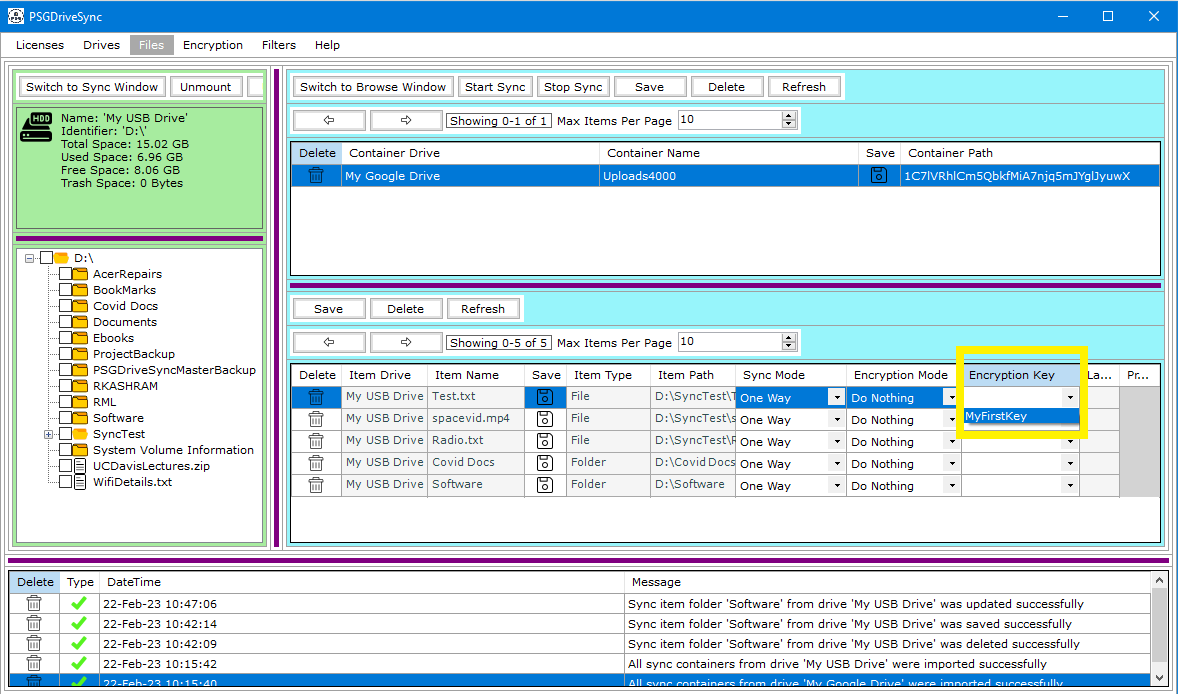 PSGDriveSync
Licenses Drives Files Encryption Filters Help
Switch to Sync Window Unmount
Name: 'My USB Drive'
Identifier: 'D:\'
Total Space: 15.02 GB
Used Space: 6.96 GB
Free Space: 8.06 GB
Trash Space: 0 Bytes
D:\
AcerRepairs
BookMarks
Covid Docs
Documents
Ebooks
ProjectBackup
PSGDriveSyncMasterBackup
RKASHRAM
RML
Software
SyncTest
System Volume Information
UCDavisLectures.zip
WifiDetails.txt
Switch to Browse Window Start Sync Stop Sync Save Delete Refresh
Showing 0-1 of 1 Max Items Per Page 10
Delete Container Drive Container Name Save Container Path
My Google Drive Uploads4000 1C7lVRhlCm5QbkfMiA7njq5mJYglJyuwX
Save Delete Refresh
Showing 0-5 of 5 Max Items Per Page 10
Delete Item Drive Item Name Save Item Type Item Path Sync Mode Encryption Mode Encryption Key La... Pr...
My USB Drive Test.txt File D:\SyncTest\T One Way Do Nothing
MyFirstKey
My USB Drive spacevid.mp4 File D:\SyncTest\s One Way Do Nothing
My USB Drive Radio.txt File D:\SyncTest\R One Way Do Nothing
My USB Drive Covid Docs Folder D:\Covid Docs One Way Do Nothing
My USB Drive Software Folder D:\Software One Way Do Nothing
Delete Type DateTime Message
22-Feb-23 10:47:06 Sync item folder 'Software' from drive 'My USB Drive' was updated successfully
22-Feb-23 10:42:14 Sync item folder 'Software' from drive 'My USB Drive' was saved successfully
22-Feb-23 10:42:09 Sync item folder 'Software' from drive 'My USB Drive' was deleted successfully
22-Feb-23 10:15:42 All sync containers from drive 'My USB Drive' were imported successfully
22-Feb-23 10:15:40 All sync containers from drive 'My Google Drive' were imported successfully